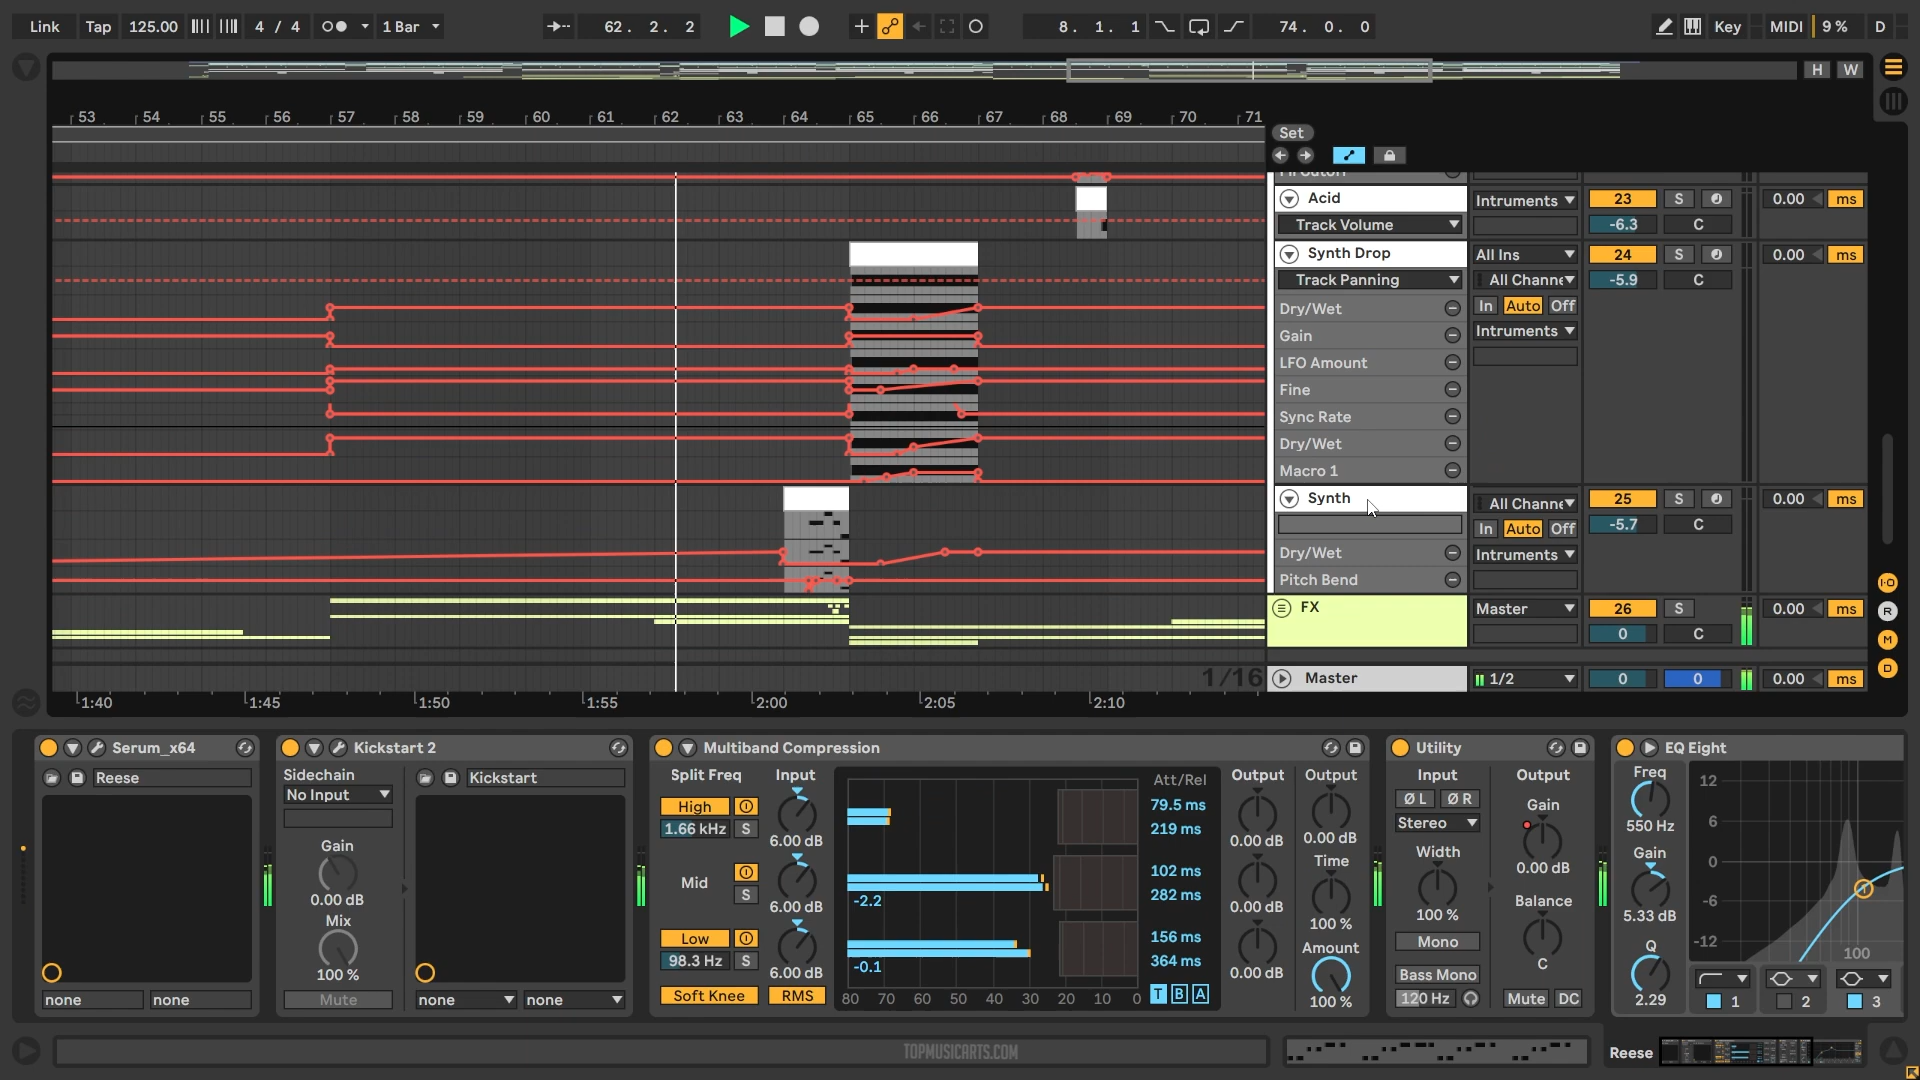 Link Tap 125.00 4 / 4 1 Bar 62. 2. 2 8. 1. 1 74. 0. 0 Key MIDI 9 % D
H W
53 54 55 56 57 58 59 60 61 62 63 64 65 66 67 68 69 70 71
Set
Acid Instruments 23 S 0.00 ms
Track Volume -6.3 C
Synth Drop All Ins 24 S 0.00 ms
Track Panning All Channe -5.9 C
Dry/Wet In Auto Off
Gain Instruments
LFO Amount
Fine
Sync Rate
Dry/Wet
Macro 1
Synth All Channe 25 S 0.00 ms
In Auto Off -5.7 C
Dry/Wet Instruments
Pitch Bend
FX Master 26 S 0.00 ms
0 C
1/16 Master 1/2 0 0 0.00 ms
1:40 1:45 1:50 1:55 2:00 2:05 2:10
I·O
R
M
D
Serum_x64 Kickstart 2 Multiband Compression Utility EQ Eight
Reese
none none
Sidechain
No Input Kickstart
Gain
0.00 dB
Mix
100 %
Mute none none
Split Freq Input Att/Rel Output Output
High 79.5 ms
1.66 kHz S 219 ms
6.00 dB 0.00 dB 0.00 dB
Time
Mid 102 ms
S 282 ms
-2.2
6.00 dB 0.00 dB 100 %
Low 156 ms Amount
98.3 Hz S -0.1 364 ms
6.00 dB 0.00 dB
Soft Knee RMS 80 70 60 50 40 30 20 10 0 T B A 100 %
Input Output
Ø L Ø R Gain
Stereo
Width 0.00 dB
100 % Balance
Mono C
Bass Mono
120 Hz Mute DC
Freq 12
550 Hz 6
Gain 0
5.33 dB -6
Q -12 100
2.29 1 2 3
TOPMUSICARTS.COM Reese